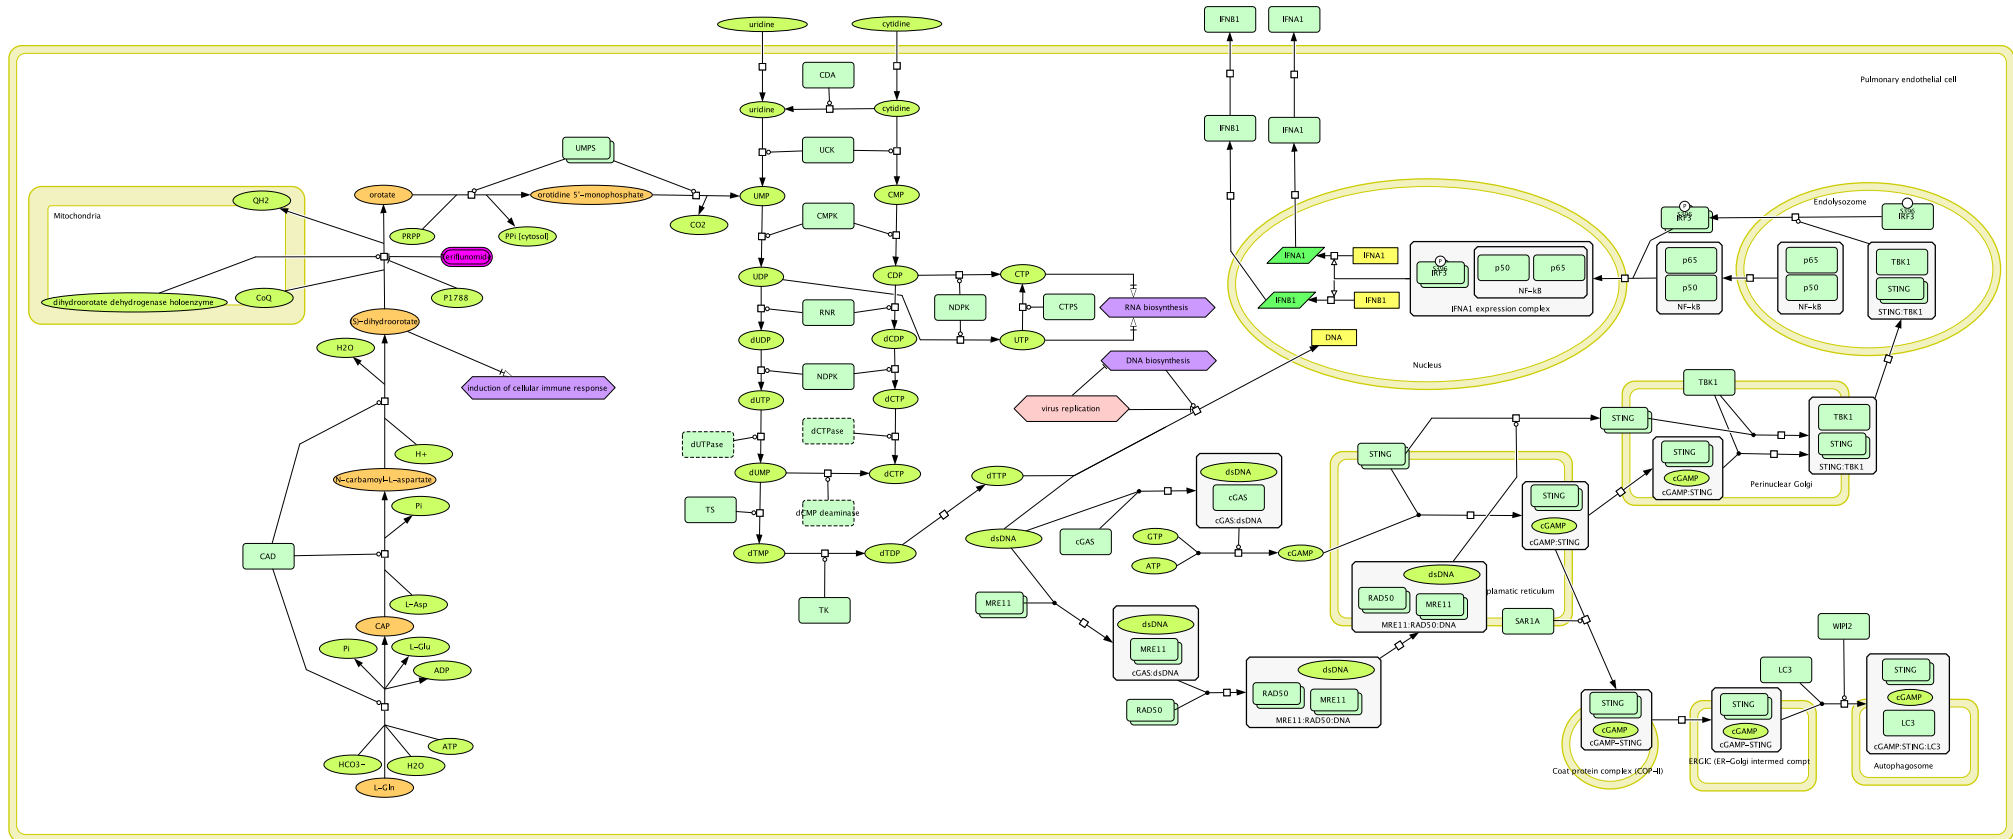 uridine
cytidine
IFNB1
IFNA1
Pulmonary endothelial cell
CDA
uridine
cytidine
IFNB1
IFNA1
UMPS
UCK
orotate
orotidine 5'-monophosphate
UMP
CMP
QH2
Mitochondria
PRPP
PPi [cytosol]
CO2
CMPK
Endolysozome
P
S396
IRF3
S396
IRF3
IFNA1
IFNA1
P
S396
IRF3
p50
p65
NF-kB
p65
p50
NF-kB
p65
p50
NF-kB
TBK1
STING
STING:TBK1
dihydroorotate dehydrogenase holoenzyme
CoQ
P1788
UDP
CDP
CTP
NDPK
CTPS
RNA biosynthesis
IFNB1
IFNB1
IFNA1 expression complex
(S)-dihydroorotate
RNR
H2O
dUDP
dCDP
UTP
DNA
DNA biosynthesis
Nucleus
induction of cellular immune response
NDPK
TBK1
dUTP
dCTP
virus replication
STING
TBK1
STING
STING:TBK1
dUTPase
dCTPase
H+
STING
STING
cGAMP
cGAMP:STING
Perinuclear Golgi
N-carbamoyl-L-aspartate
dUMP
dCTP
dTTP
dsDNA
cGAS
cGAS:dsDNA
Pi
TS
dCMP deaminase
STING
cGAMP
cGAMP:STING
CAD
dTMP
dTDP
dsDNA
cGAS
GTP
ATP
cGAMP
dsDNA
RAD50
MRE11
MRE11:RAD50:DNA
plamatic reticulum
L-Asp
TK
MRE11
SAR1A
CAP
dsDNA
MRE11
cGAS:dsDNA
WIPI2
Pi
L-Glu
ADP
dsDNA
RAD50
MRE11
MRE11:RAD50:DNA
RAD50
LC3
STING
cGAMP
LC3
cGAMP:STING:LC3
STING
cGAMP
cGAMP-STING
STING
cGAMP
cGAMP-STING
ATP
HCO3-
H2O
L-Gln
Coat protein complex (COP-II)
ERGIC (ER-Golgi intermed compt
Autophagosome